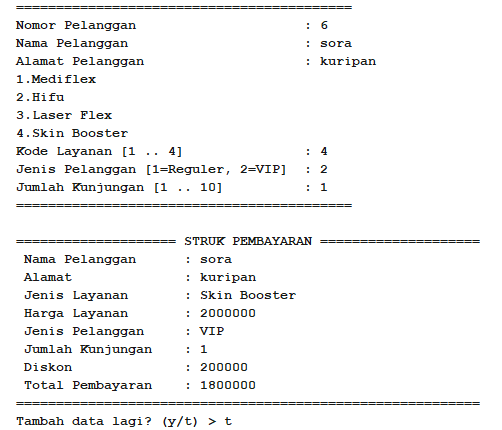 ==========================================
Nomor Pelanggan                     : 6
Nama Pelanggan                      : sora
Alamat Pelanggan                    : kuripan
1.Mediflex
2.Hifu
3.Laser Flex
4.Skin Booster
Kode Layanan [1 .. 4]               : 4
Jenis Pelanggan [1=Reguler, 2=VIP]  : 2
Jumlah Kunjungan [1 .. 10]          : 1
==========================================

==================== STRUK PEMBAYARAN ====================
 Nama Pelanggan      : sora
 Alamat              : kuripan
 Jenis Layanan       : Skin Booster
 Harga Layanan       : 2000000
 Jenis Pelanggan     : VIP
 Jumlah Kunjungan    : 1
 Diskon              : 200000
 Total Pembayaran    : 1800000
==========================================================
Tambah data lagi? (y/t) > t